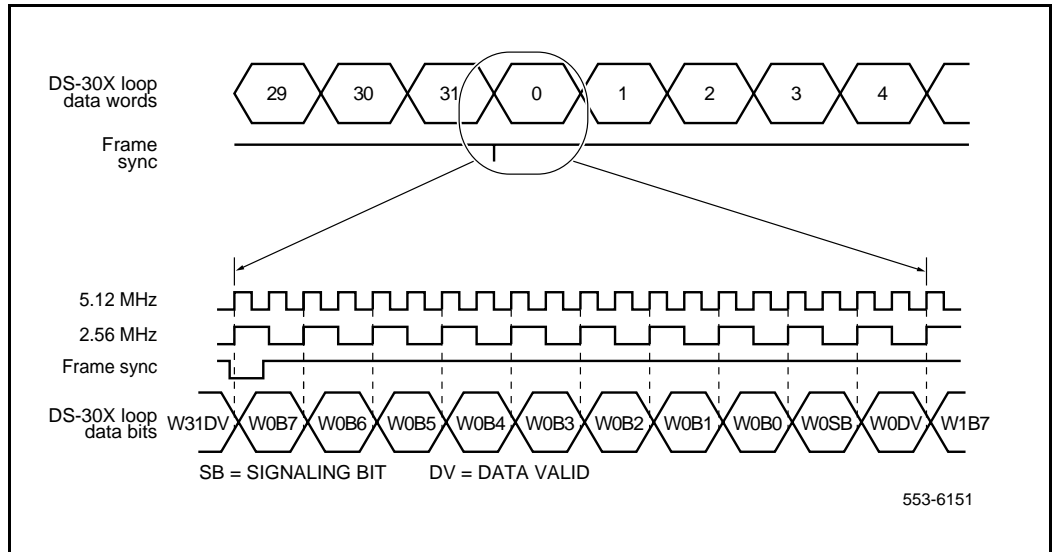 DS-30X loop
data words
29 30 31 0 1 2 3 4
Frame
sync
5.12 MHz
2.56 MHz
Frame sync
DS-30X loop
data bits
W31DV W0B7 W0B6 W0B5 W0B4 W0B3 W0B2 W0B1 W0B0 W0SB W0DV W1B7
SB = SIGNALING BIT DV = DATA VALID
553-6151